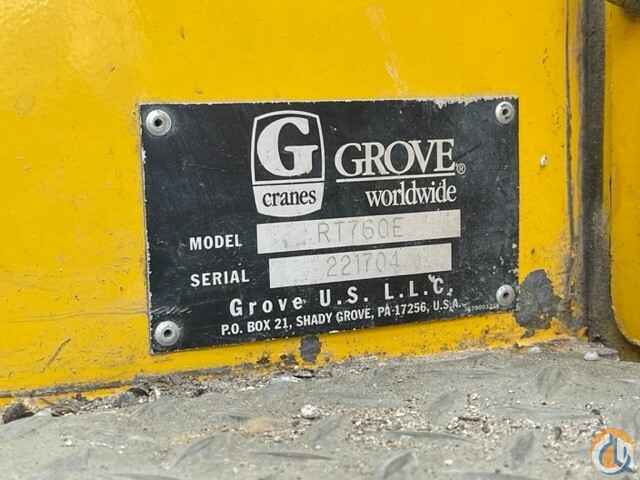 G
cranes
GROVE®
worldwide
MODEL RT760E
SERIAL 221704
Grove U.S. L.L.C.
P.O. BOX 21, SHADY GROVE, PA 17256, U.S.A.